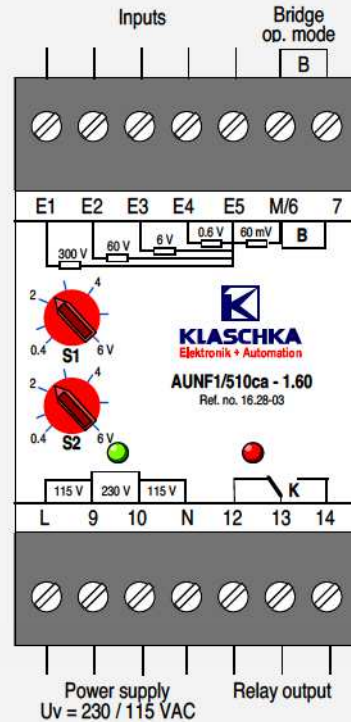 Inputs Bridge
op. mode
B
E1 E2 E3 E4 E5 M/6 7
300 V 60 V 6 V 0.6 V 60 mV B
2 4
0.4 S1 6 V
KLASCHKA
Elektronik + Automation
AUNF1/510ca - 1.60
Ref. no. 16.28-03
2 4
0.4 S2 6 V
115 V 230 V 115 V K
L 9 10 N 12 13 14
Power supply Relay output
Uv = 230 / 115 VAC